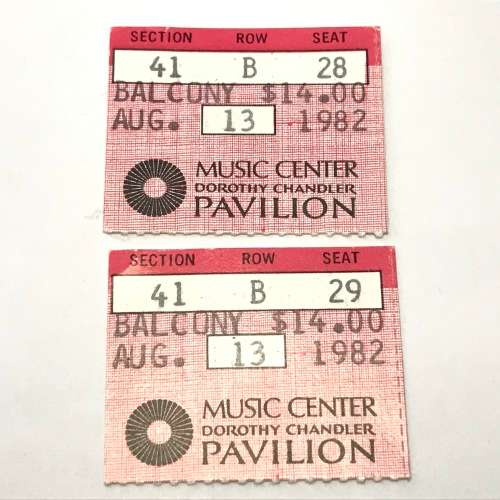 SECTION ROW SEAT
41 B 28
BALCONY $14.00
AUG. 13 1982
MUSIC CENTER
DOROTHY CHANDLER
PAVILION
SECTION ROW SEAT
41 B 29
BALCONY $14.00
AUG. 13 1982
MUSIC CENTER
DOROTHY CHANDLER
PAVILION